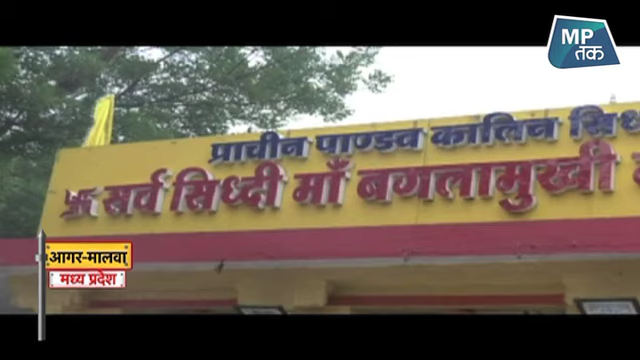 MP
तक
प्राचीन पाण्डव कालिन
सर्व सिध्दी माँ बगलामुखी
आगर-मालवा
मध्य प्रदेश